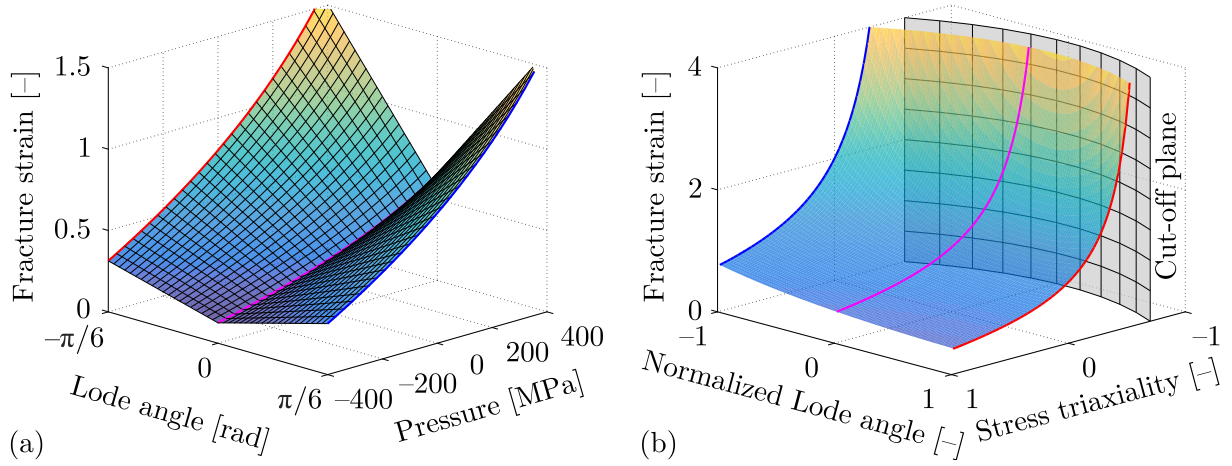 1.5
1
0.5
0
Fracture strain [–]
–π/6
0
π/6
Lode angle [rad]
–400
–200
0
200
400
Pressure [MPa]
(a)
4
2
0
Fracture strain [–]
–1
0
1
Normalized Lode angle [–]
1
0
–1
Stress triaxiality [–]
Cut-off plane
(b)